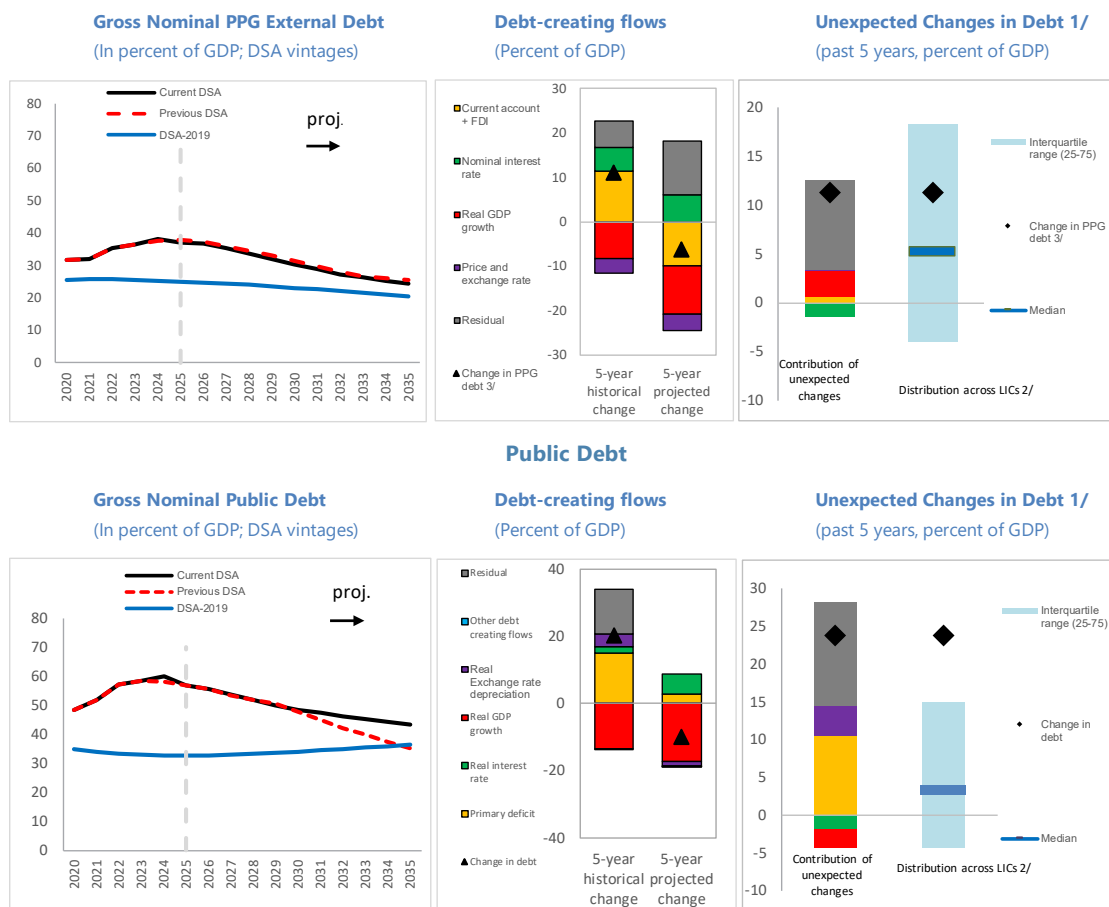 Gross Nominal PPG External Debt
(In percent of GDP; DSA vintages)
Debt-creating flows
(Percent of GDP)
Unexpected Changes in Debt 1/
(past 5 years, percent of GDP)
Current DSA
Previous DSA
DSA-2019
proj.
80
70
60
50
40
30
20
10
0
2020
2021
2022
2023
2024
2025
2026
2027
2028
2029
2030
2031
2032
2033
2034
2035
Current account
+ FDI
Nominal interest
rate
Real GDP
growth
Price and
exchange rate
Residual
Change in PPG
debt 3/
30
20
10
0
-10
-20
-30
5-year
historical
change
5-year
projected
change
20
15
10
5
0
-5
-10
Contribution of
unexpected
changes
Distribution across LICs 2/
Interquartile
range (25-75)
Change in PPG
debt 3/
Median
Public Debt
Gross Nominal Public Debt
(In percent of GDP; DSA vintages)
Debt-creating flows
(Percent of GDP)
Unexpected Changes in Debt 1/
(past 5 years, percent of GDP)
Current DSA
Previous DSA
DSA-2019
proj.
80
70
60
50
40
30
20
10
0
2020
2021
2022
2023
2024
2025
2026
2027
2028
2029
2030
2031
2032
2033
2034
2035
Residual
Other debt
creating flows
Real
Exchange rate
depreciation
Real GDP
growth
Real interest
rate
Primary deficit
Change in debt
40
20
0
-20
-40
5-year
historical
change
5-year
projected
change
30
25
20
15
10
5
0
-5
-10
Contribution of
unexpected
changes
Distribution across LICs 2/
Interquartile
range (25-75)
Change in
debt
Median